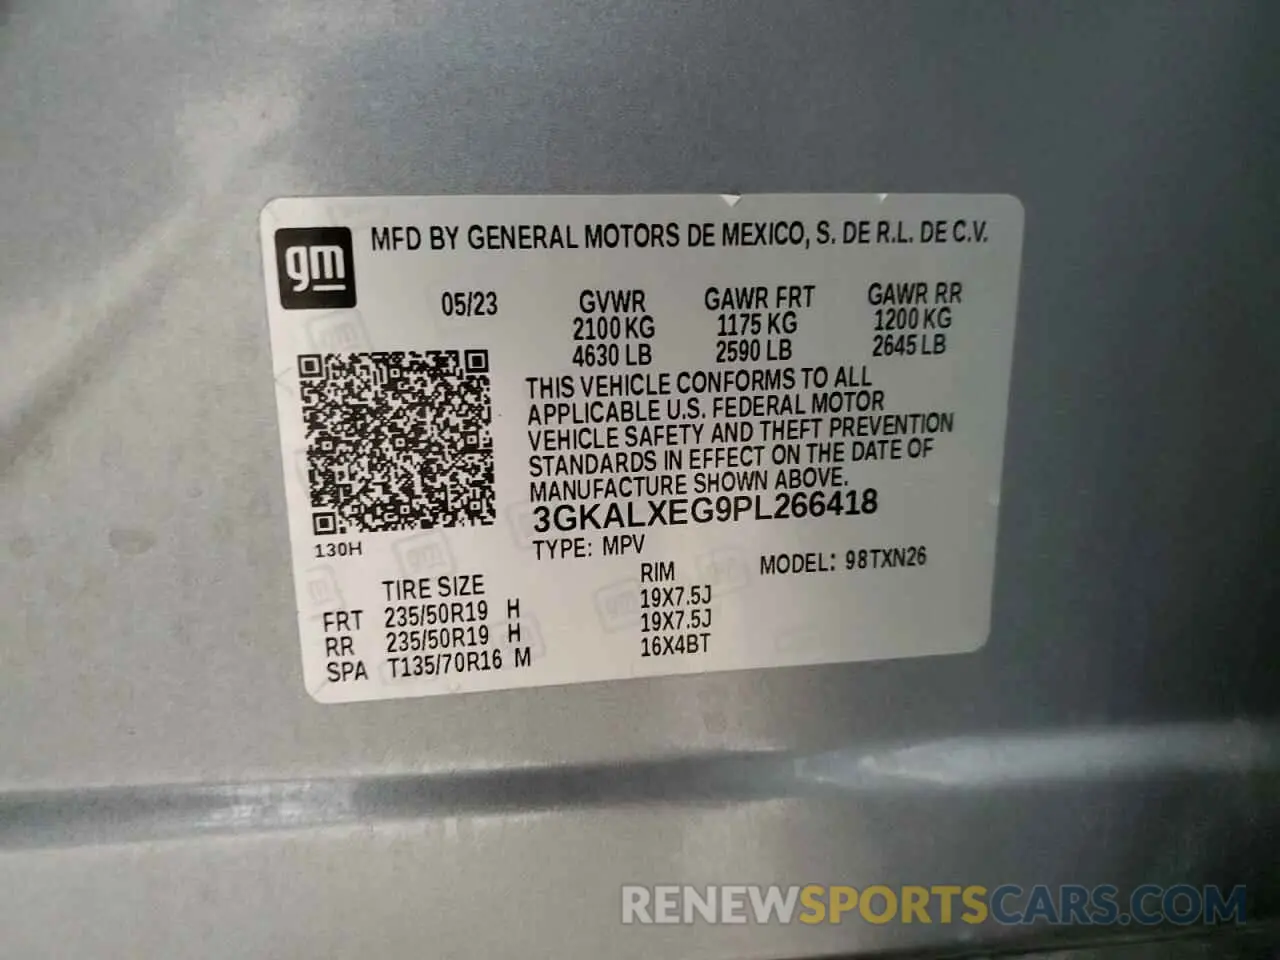 gm
MFD BY GENERAL MOTORS DE MEXICO, S. DE R.L. DE C.V.
05/23 GVWR GAWR FRT GAWR RR
2100 KG 1175 KG 1200 KG
4630 LB 2590 LB 2645 LB
THIS VEHICLE CONFORMS TO ALL
APPLICABLE U.S. FEDERAL MOTOR
VEHICLE SAFETY AND THEFT PREVENTION
STANDARDS IN EFFECT ON THE DATE OF
MANUFACTURE SHOWN ABOVE.
3GKALXEG9PL266418
130H
TYPE: MPV MODEL: 98TXN26
TIRE SIZE RIM
FRT 235/50R19 H 19X7.5J
RR 235/50R19 H 19X7.5J
SPA T135/70R16 M 16X4BT
RENEWSPORTSCARS.COM